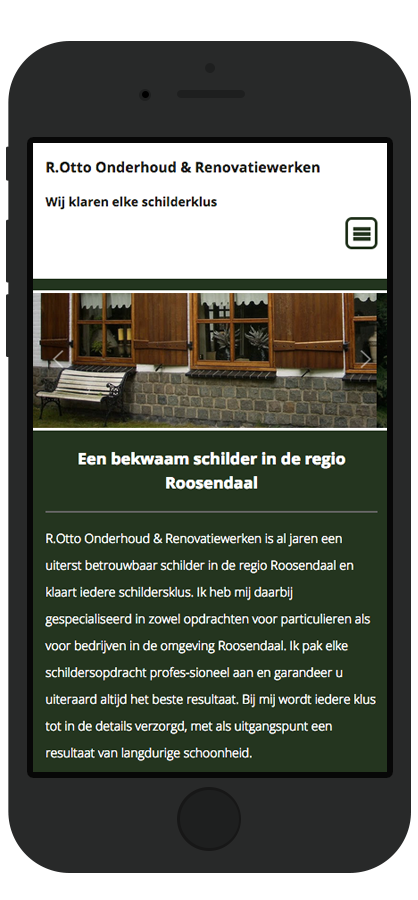 R.Otto Onderhoud & Renovatiewerken
Wij klaren elke schilderklus
Een bekwaam schilder in de regio
Roosendaal
R.Otto Onderhoud & Renovatiewerken is al jaren een
uiterst betrouwbaar schilder in de regio Roosendaal en
klaart iedere schildersklus. Ik heb mij daarbij
gespecialiseerd in zowel opdrachten voor particulieren als
voor bedrijven in de omgeving Roosendaal. Ik pak elke
schildersopdracht profes-sioneel aan en garandeer u
uiteraard altijd het beste resultaat. Bij mij wordt iedere klus
tot in de details verzorgd, met als uitgangspunt een
resultaat van langdurige schoonheid.